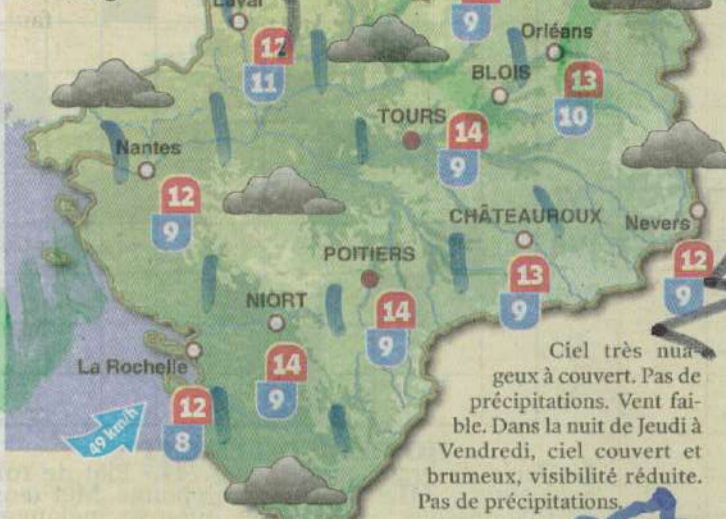 Laval
9
Orléans
12
11
BLOIS
13
10
TOURS
14
9
Nantes
12
9
CHÂTEAUROUX
Nevers
POITIERS
13
9
12
9
NIORT
14
9
La Rochelle
14
9
12
8
49 km/h
Ciel très nua-
geux à couvert. Pas de
précipitations. Vent fai-
ble. Dans la nuit de Jeudi à
Vendredi, ciel couvert et
brumeux, visibilité réduite.
Pas de précipitations.